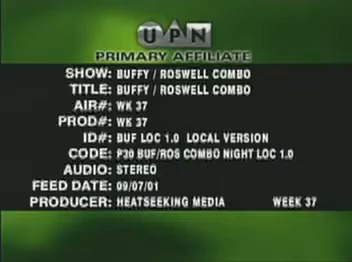 UPN
PRIMARY AFFILIATE
SHOW: BUFFY / ROSWELL COMBO
TITLE: BUFFY / ROSWELL COMBO
AIR#: WK 37
PROD#: WK 37
ID#: BUF LOC 1.0 LOCAL VERSION
CODE: P30 BUF/ROS COMBO NIGHT LOC 1.0
AUDIO: STEREO
FEED DATE: 09/07/01
PRODUCER: HEATSEEKING MEDIA WEEK 37